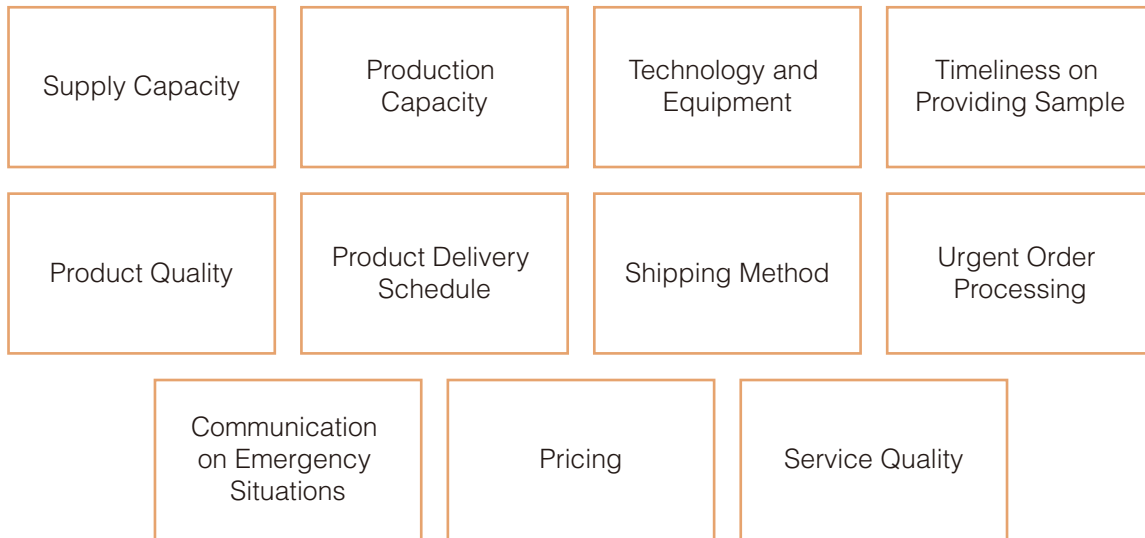 Supply Capacity
Production
Capacity
Technology and
Equipment
Timeliness on
Providing Sample
Product Quality
Product Delivery
Schedule
Shipping Method
Urgent Order
Processing
Communication
on Emergency
Situations
Pricing
Service Quality